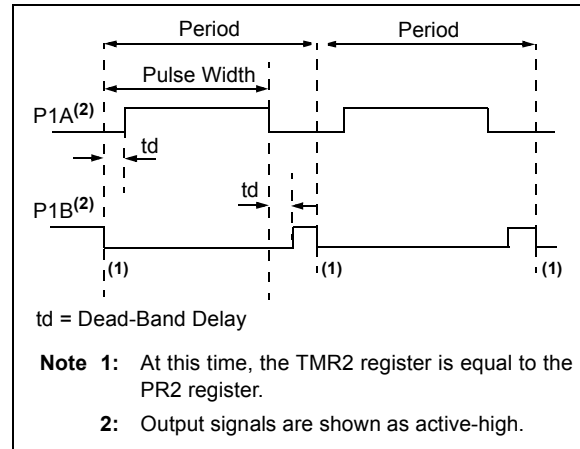 Period Period
Pulse Width
P1A(2)
td
td
P1B(2)
(1) (1) (1)
td = Dead-Band Delay
Note 1: At this time, the TMR2 register is equal to the
PR2 register.
2: Output signals are shown as active-high.